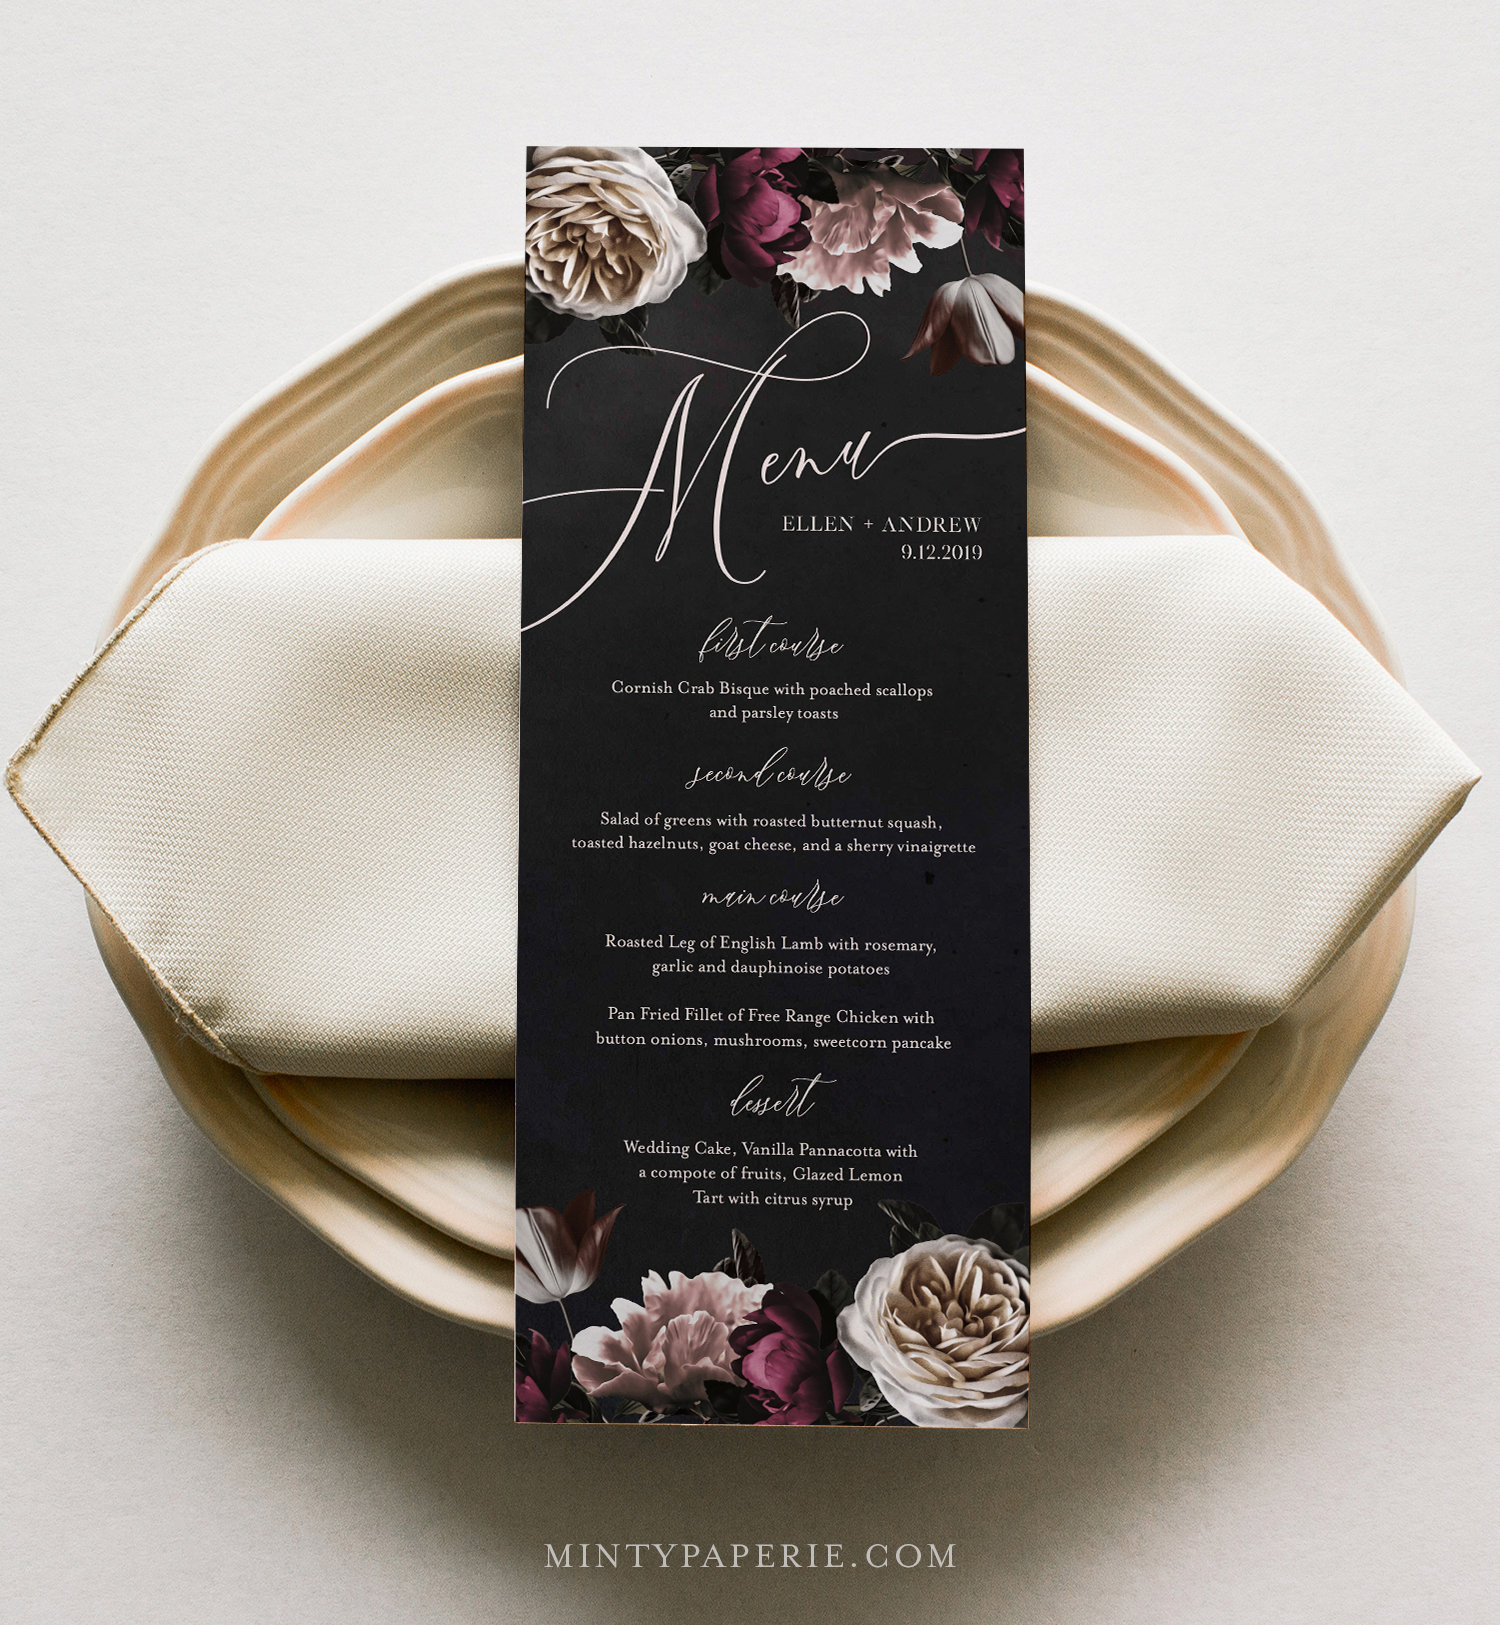 Menu
ELLEN + ANDREW
9.12.2019
first course
Cornish Crab Bisque with poached scallops
and parsley toasts
second course
Salad of greens with roasted butternut squash,
toasted hazelnuts, goat cheese, and a sherry vinaigrette
main course
Roasted Leg of English Lamb with rosemary,
garlic and dauphinoise potatoes
Pan Fried Fillet of Free Range Chicken with
button onions, mushrooms, sweetcorn pancake
dessert
Wedding Cake, Vanilla Pannacotta with
a compote of fruits, Glazed Lemon
Tart with citrus syrup
MINTYPAPERIE.COM